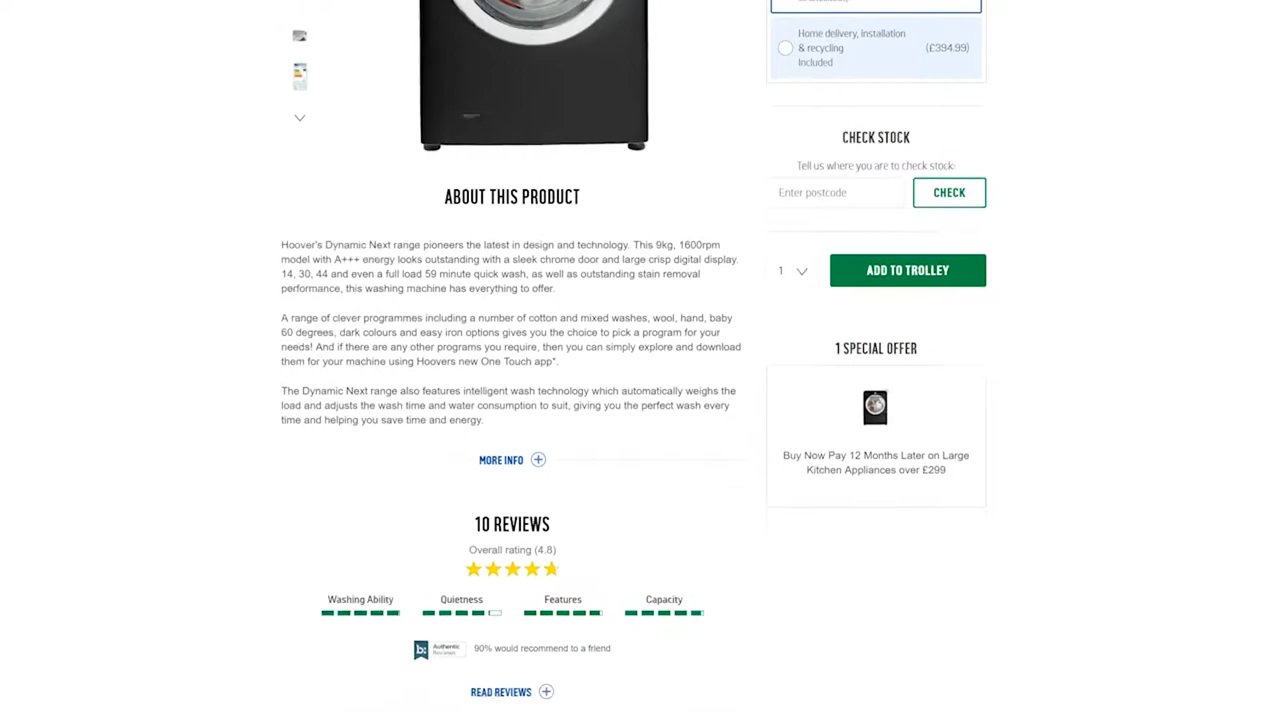 Home delivery, installation
& recycling
Included
(£394.99)
CHECK STOCK
Tell us where you are to check stock:
Enter postcode
CHECK
1
ADD TO TROLLEY
ABOUT THIS PRODUCT
Hoover's Dynamic Next range pioneers the latest in design and technology. This 9kg, 1600rpm
model with A+++ energy looks outstanding with a sleek chrome door and large crisp digital display.
14, 30, 44 and even a full load 59 minute quick wash, as well as outstanding stain removal
performance, this washing machine has everything to offer.
A range of clever programmes including a number of cotton and mixed washes, wool, hand, baby
60 degrees, dark colours and easy iron options gives you the choice to pick a program for your
needs! And if there are any other programs you require, then you can simply explore and download
them for your machine using Hoovers new One Touch app*.
The Dynamic Next range also features intelligent wash technology which automatically weighs the
load and adjusts the wash time and water consumption to suit, giving you the perfect wash every
time and helping you save time and energy.
MORE INFO
1 SPECIAL OFFER
Buy Now Pay 12 Months Later on Large
Kitchen Appliances over £299
10 REVIEWS
Overall rating (4.8)
Washing Ability
Quietness
Features
Capacity
b:
Authentic
Reviews
90% would recommend to a friend
READ REVIEWS